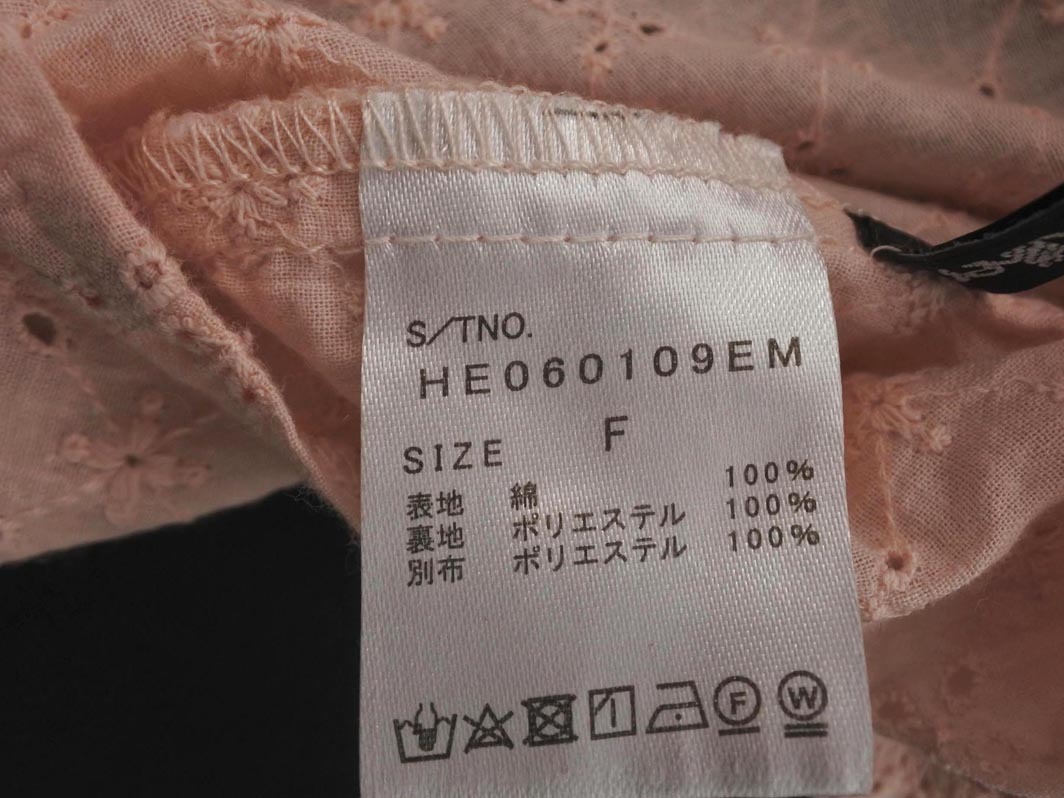 S/TNO.
HE060109EM
SIZE F
表地 綿 100%
裏地 ポリエステル 100%
別布 ポリエステル 100%
F W